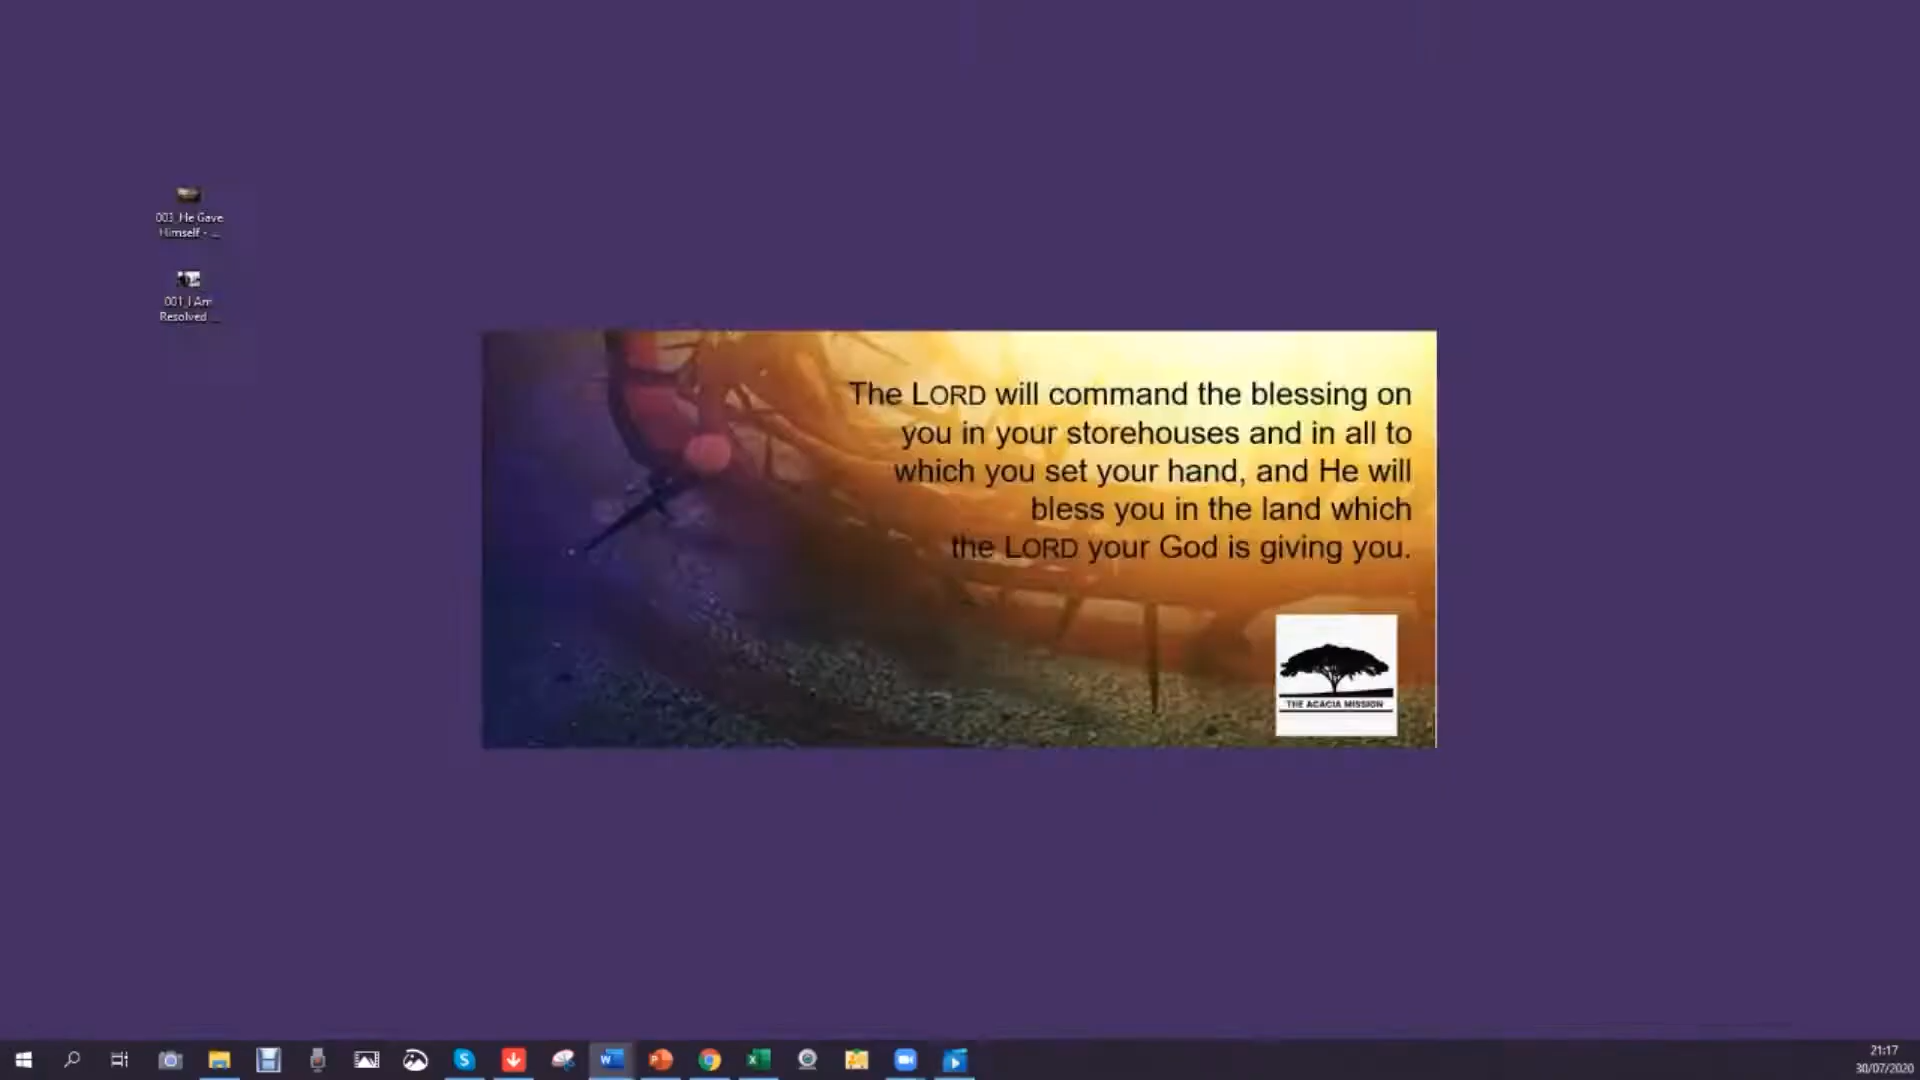 003_He Gave
Himself - ...
001_I Am
Resolved ...
The LORD will command the blessing on
you in your storehouses and in all to
which you set your hand, and He will
bless you in the land which
the LORD your God is giving you.
THE ACACIA MISSION
21:17
30/07/2020